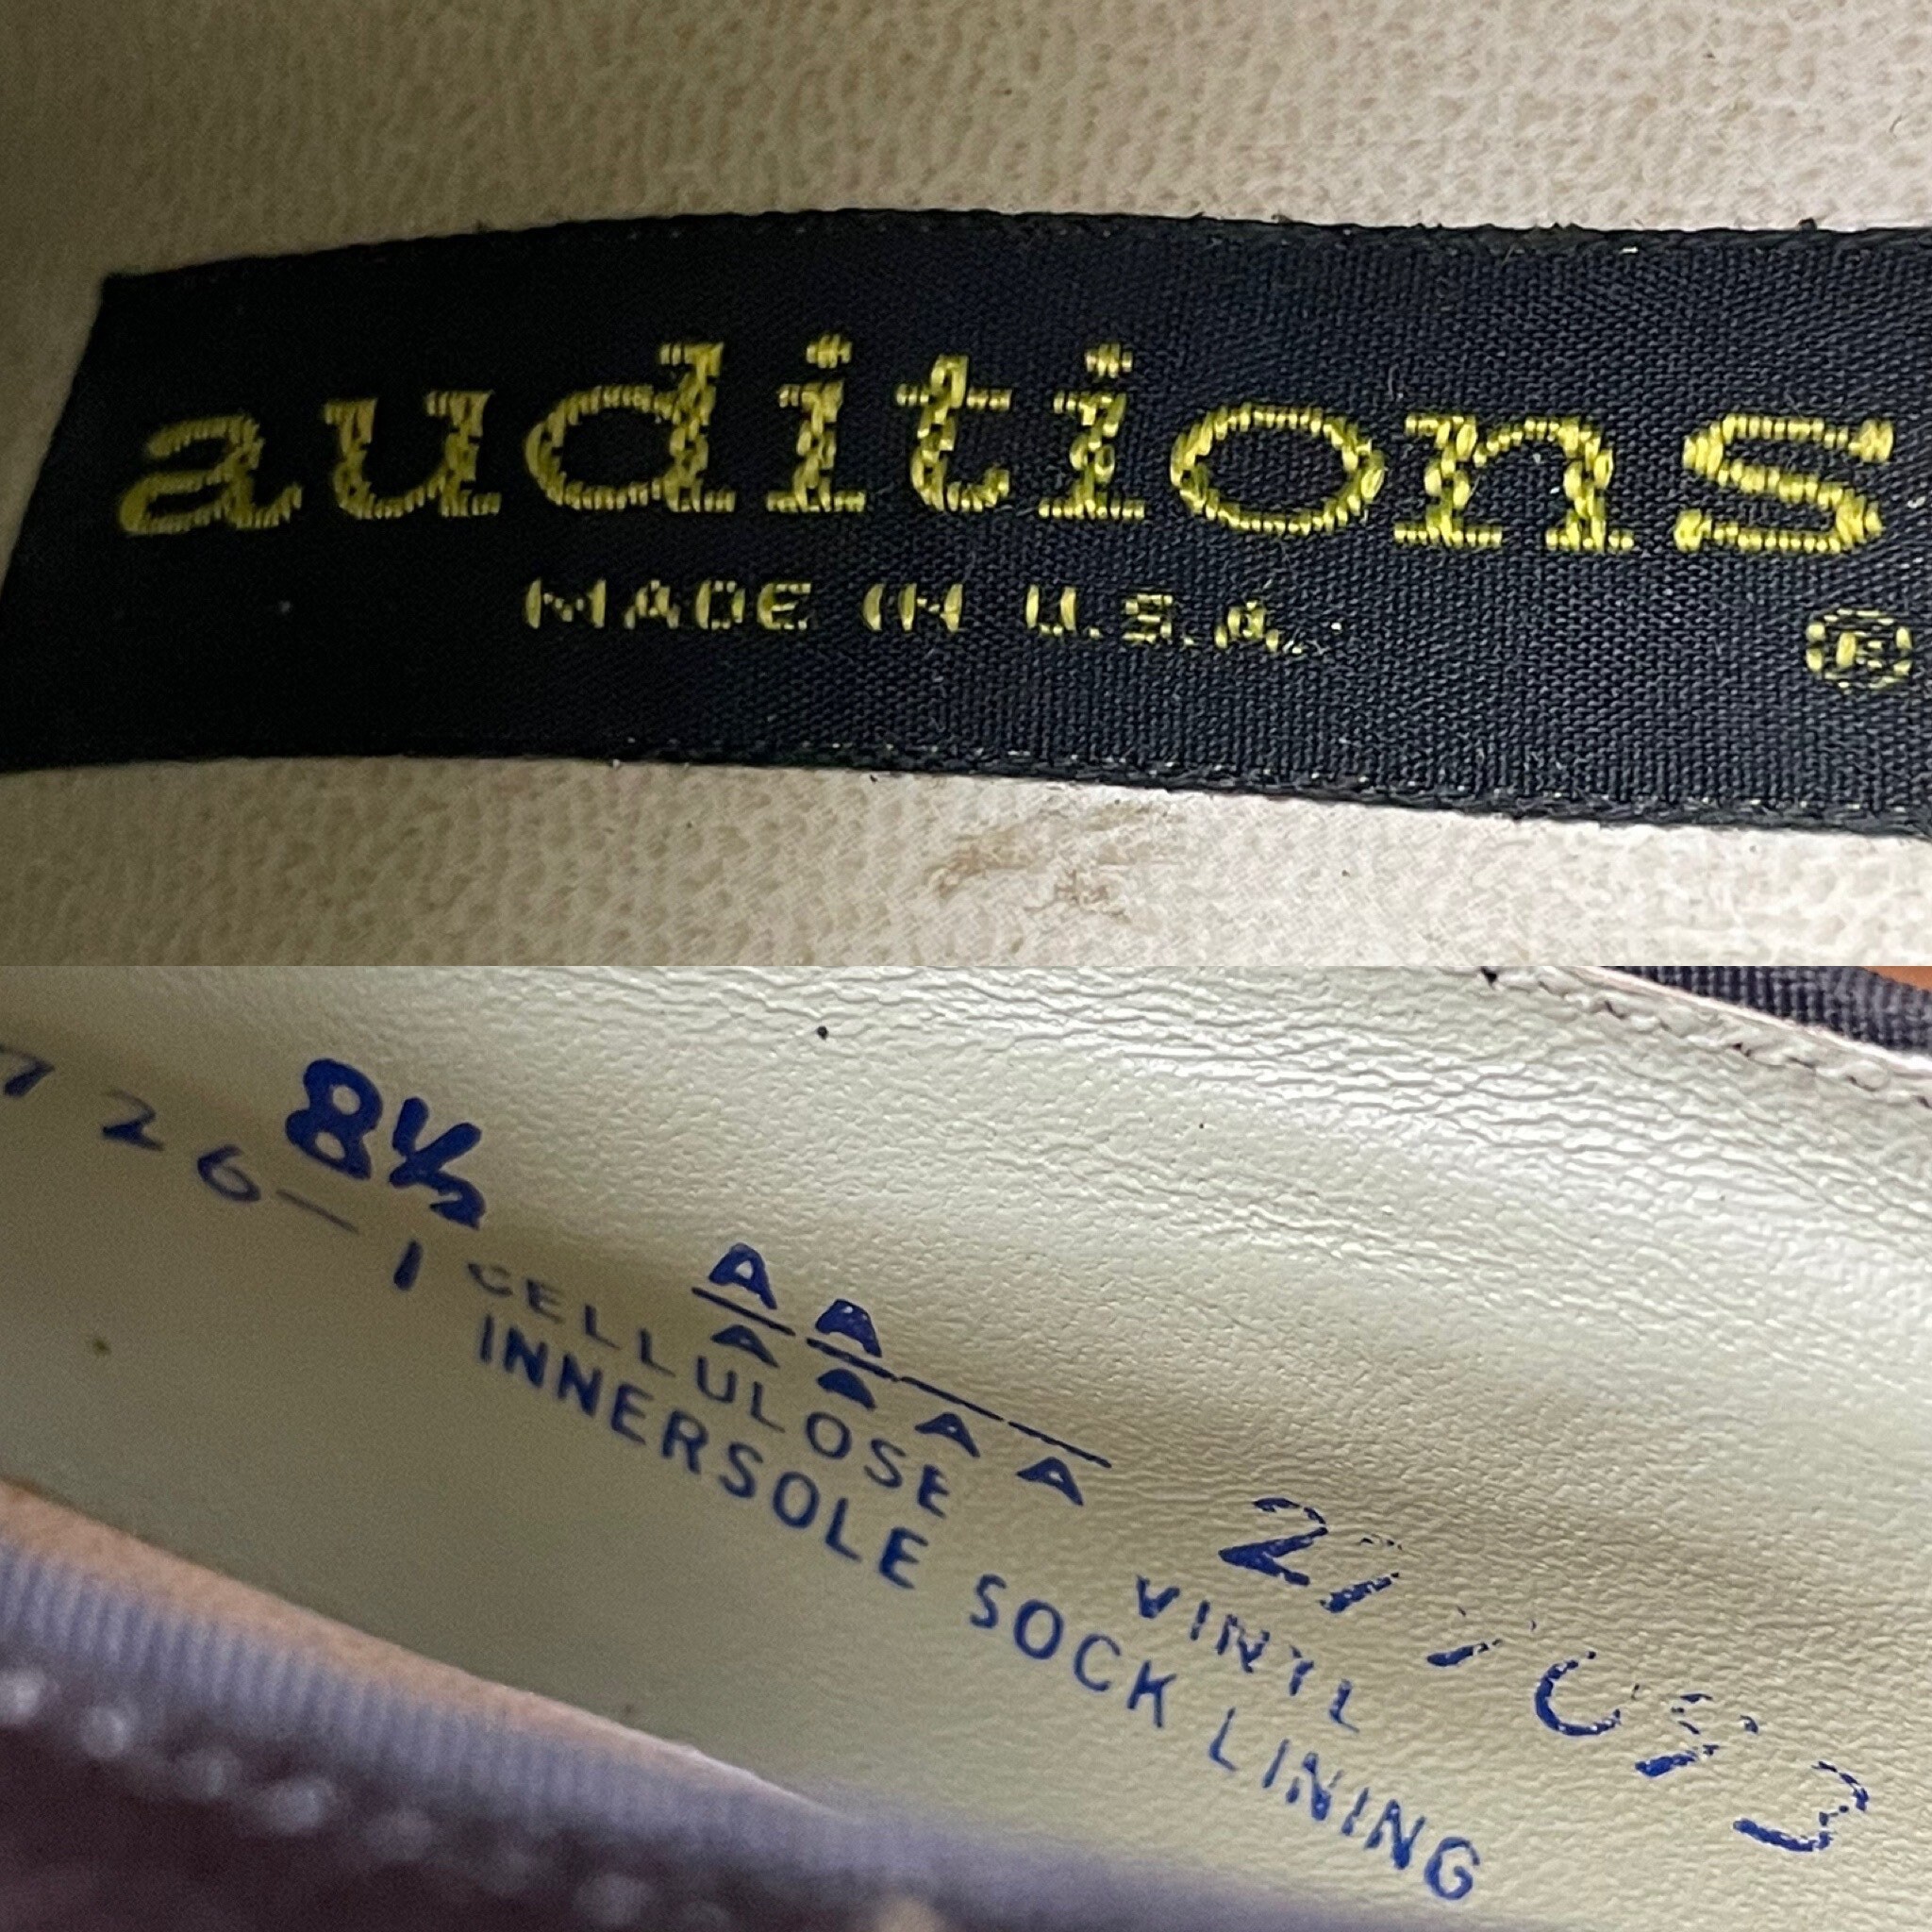 auditions
MADE IN U.S.A.
®
8½
726-1
AA
AAAA
CELLULOSE VINYL
INNERSOLE SOCK LINING